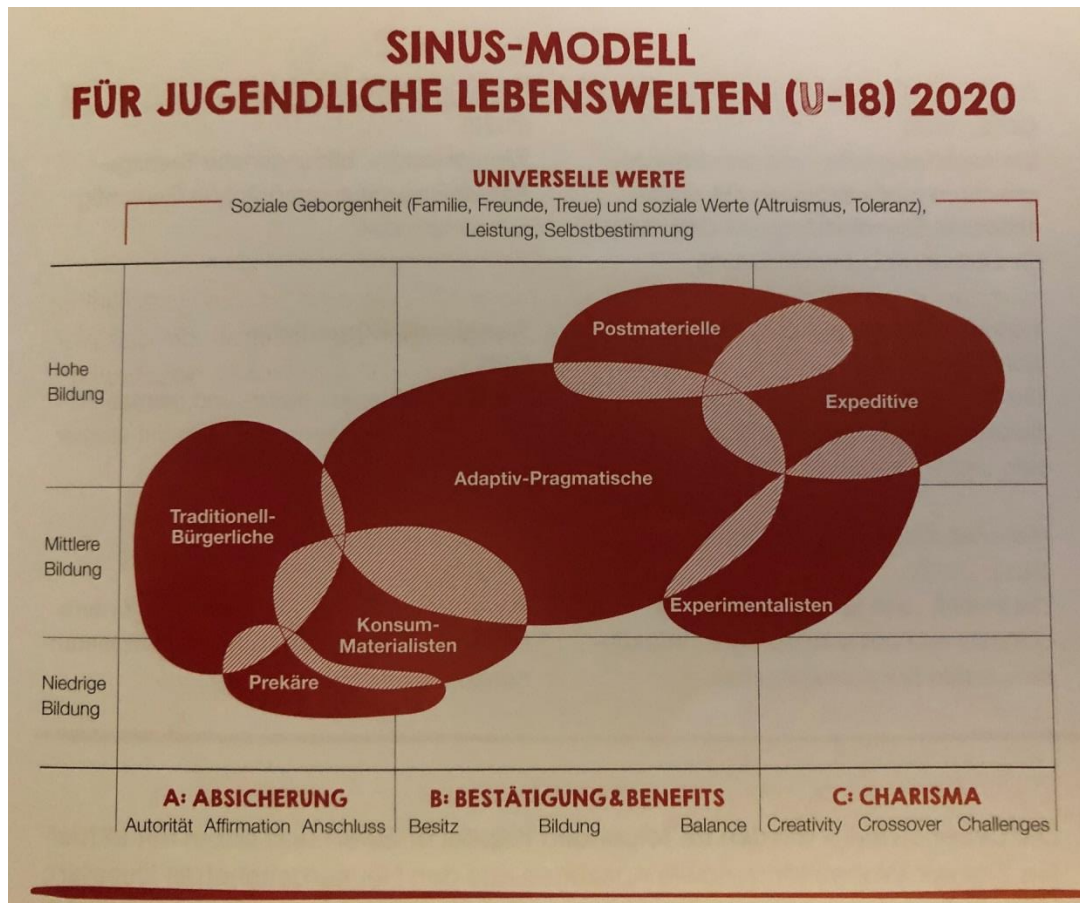 SINUS-MODELL
FÜR JUGENDLICHE LEBENSWELTEN (U-18) 2020
UNIVERSELLE WERTE
Soziale Geborgenheit (Familie, Freunde, Treue) und soziale Werte (Altruismus, Toleranz),
Leistung, Selbstbestimmung
Hohe
Bildung
Postmaterielle
Expeditive
Adaptiv-Pragmatische
Mittlere
Bildung
Traditionell-
Bürgerliche
Experimentalisten
Konsum-
Materialisten
Niedrige
Bildung
Prekäre
A: ABSICHERUNG
B: BESTÄTIGUNG & BENEFITS
C: CHARISMA
Autorität Affirmation Anschluss
Besitz Bildung Balance
Creativity Crossover Challenges